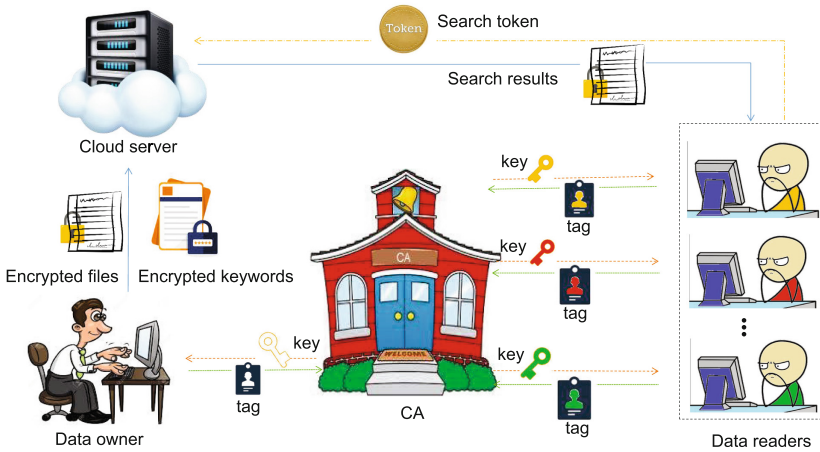 Token
Search token
Search results
Cloud server
key
tag
Encrypted files
Encrypted keywords
CA
key
tag
WELCOME
key
tag
key
tag
CA
Data owner
Data readers